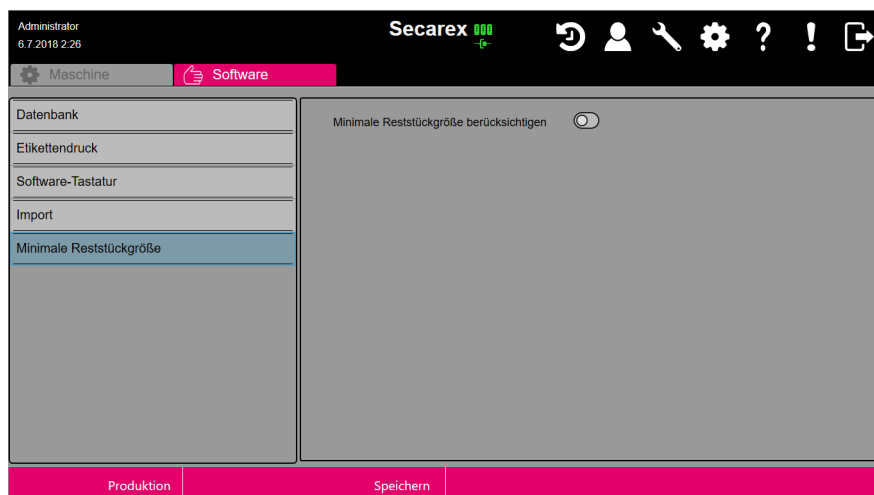 Administrator
6.7.2018 2:26
Secarex
?
!
Maschine
Software
Datenbank
Etikettendruck
Software-Tastatur
Import
Minimale Reststückgröße
Minimale Reststückgröße berücksichtigen
Produktion
Speichern